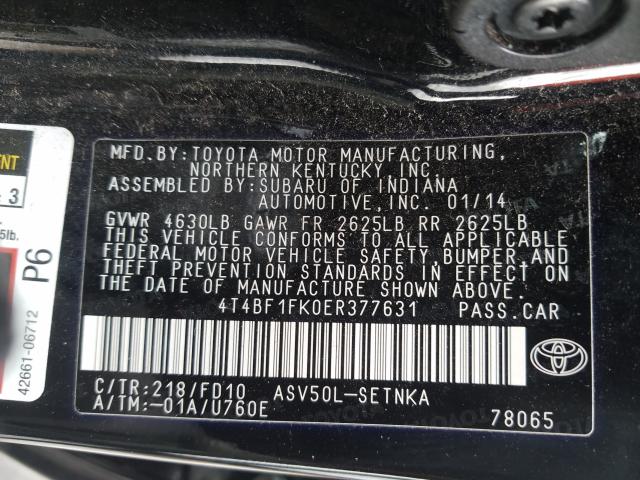 MFD.BY:TOYOTA MOTOR MANUFACTURING,
NORTHERN KENTUCKY, INC.
ASSEMBLED BY:SUBARU OF INDIANA
AUTOMOTIVE, INC. 01/14
GVWR 4630LB GAWR FR 2625LB RR 2625LB
THIS VEHICLE CONFORMS TO ALL APPLICABLE
FEDERAL MOTOR VEHICLE SAFETY,BUMPER,AND
THEFT PREVENTION STANDARDS IN EFFECT ON
THE DATE OF MANUFACTURE SHOWN ABOVE.
4T4BF1FK0ER377631 PASS.CAR
C/TR:218/FD10 ASV50L-SETNKA
A/TM:-01A/U760E
78065
3
5lb.
P6
42661-06712